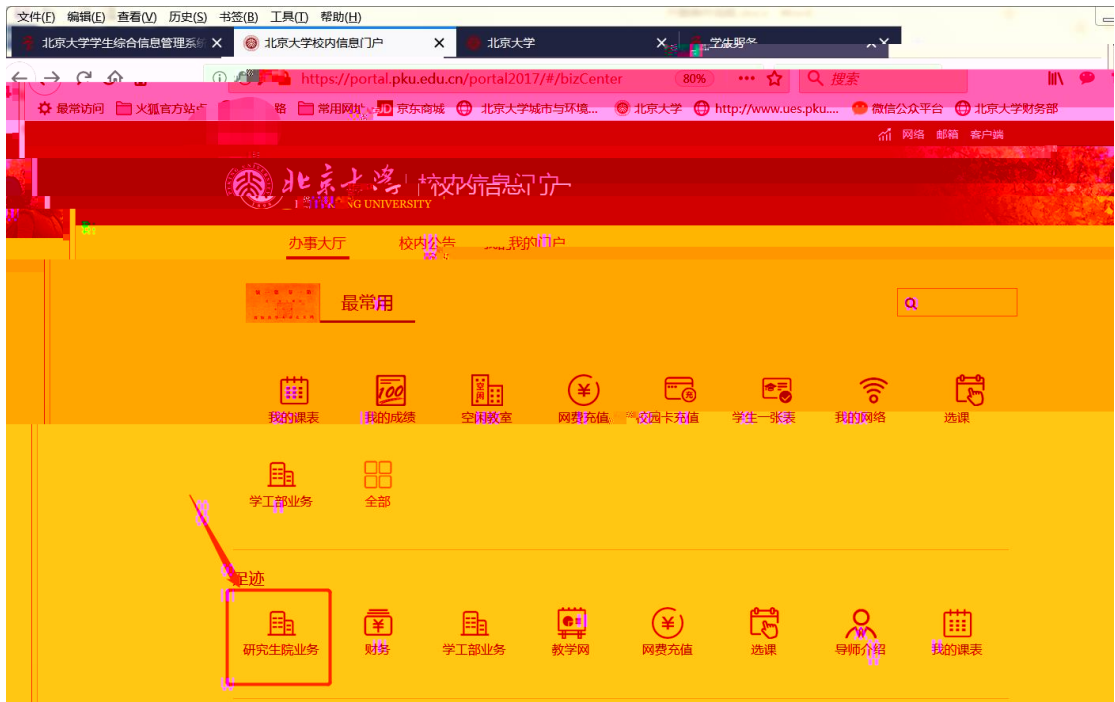 文件(F) 编辑(E) 查看(V) 历史(S) 书签(B) 工具(T) 帮助(H)
北京大学学生综合信息管理系统 北京大学校内信息门户 北京大学
https://portal.pku.edu.cn/portal2017/#/bizCenter 80% 搜索
最常访问 火狐官方站点 常用网址 京东商城 北京大学城市与环境... 北京大学 http://www.ues.pku.... 微信公众平台 北京大学财务部
网络 邮箱 客户端
北京大学 校内信息门户
UNIVERSITY
办事大厅 校内公告 我的门户
最常用
我的课表 我的成绩 空闲教室 网费充值 校园卡充值 学生一张表 我的网络 选课
学工部业务 全部
足迹
研究生院业务 财务 学工部业务 教学网 网费充值 选课 导师介绍 我的课表